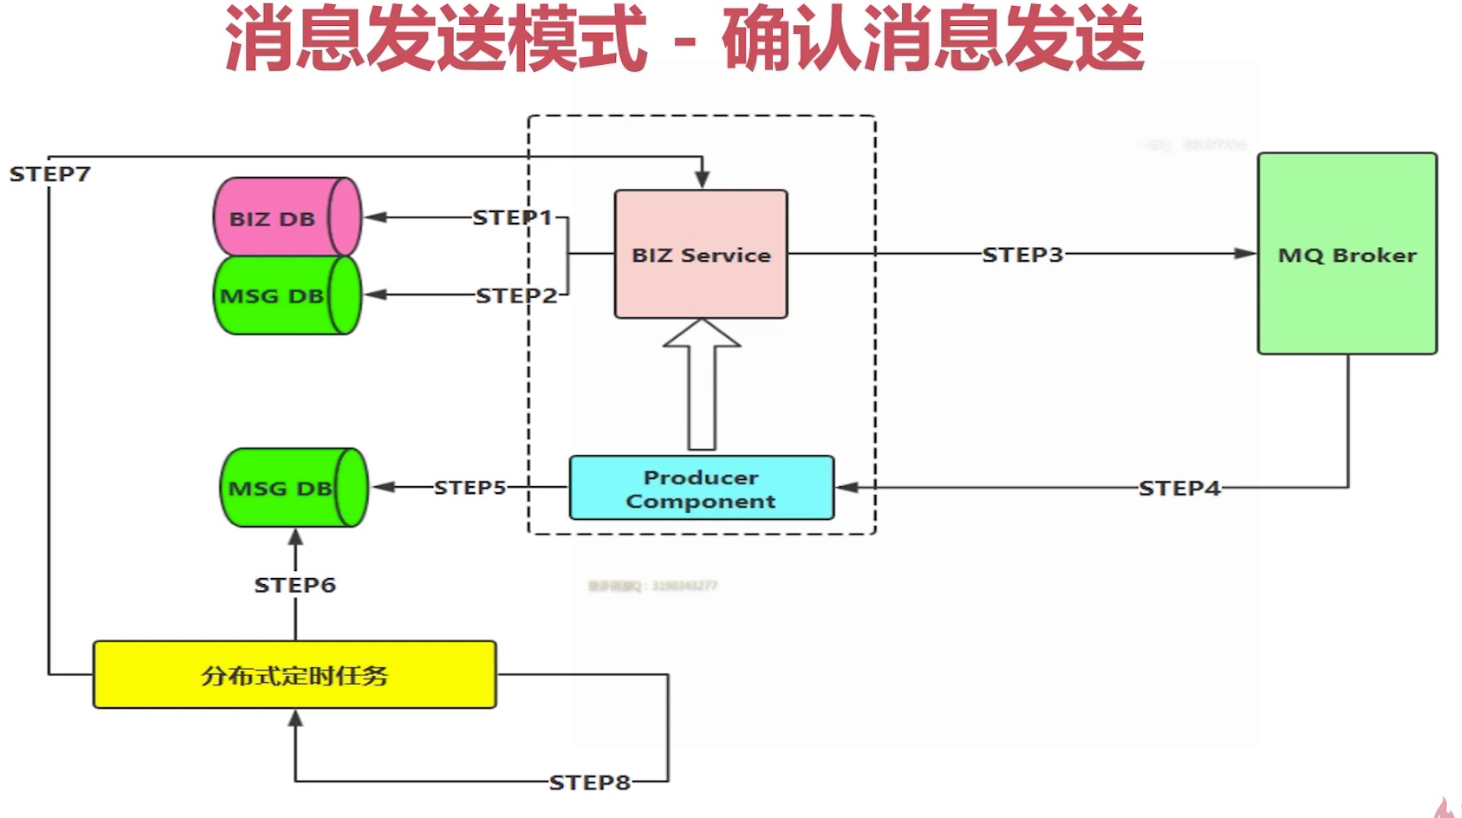 消息发送模式 - 确认消息发送
STEP7
BIZ DB
STEP1
BIZ Service
STEP3
MQ Broker
MSG DB
STEP2
Producer
Component
MSG DB
STEP5
STEP4
STEP6
分布式定时任务
STEP8